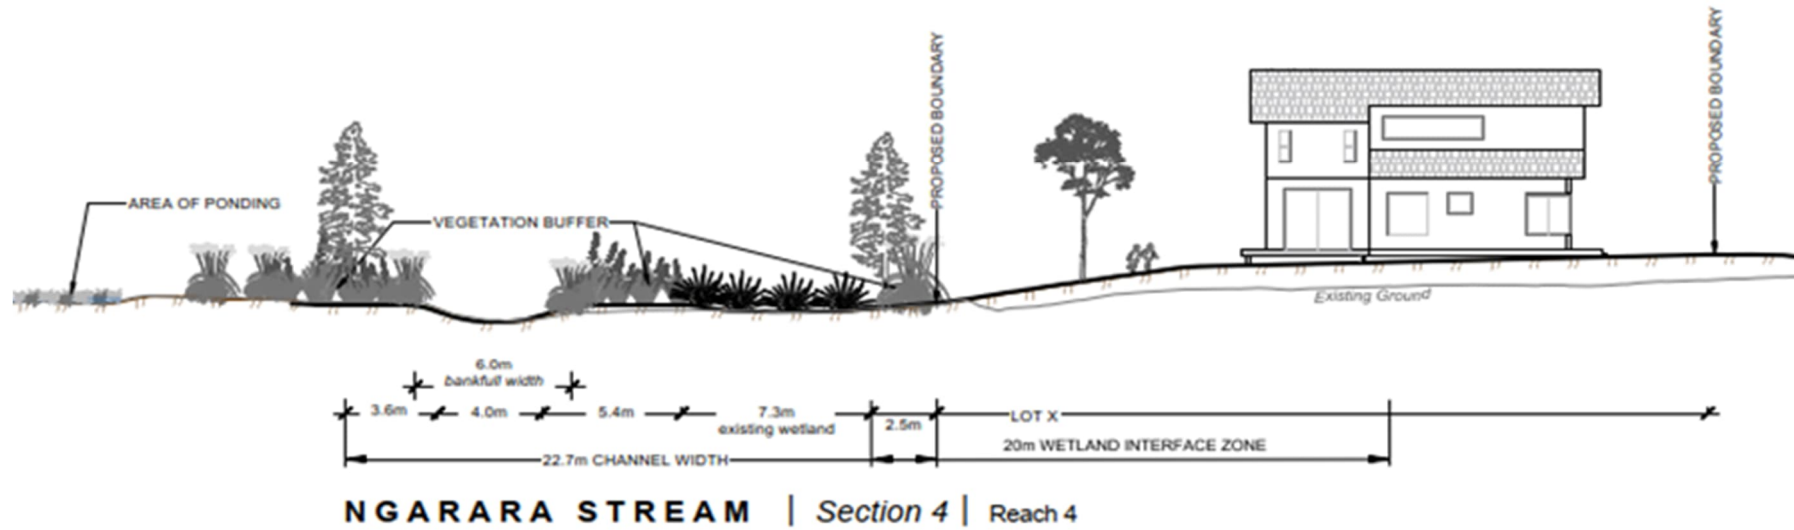 PROPOSED BOUNDARY
PROPOSED BOUNDARY
AREA OF PONDING
VEGETATION BUFFER
Existing Ground
6.0m
bankfull width
3.6m
4.0m
5.4m
7.3m
existing wetland
2.5m
LOT X
20m WETLAND INTERFACE ZONE
22.7m CHANNEL WIDTH
NGARARA STREAM | Section 4 | Reach 4